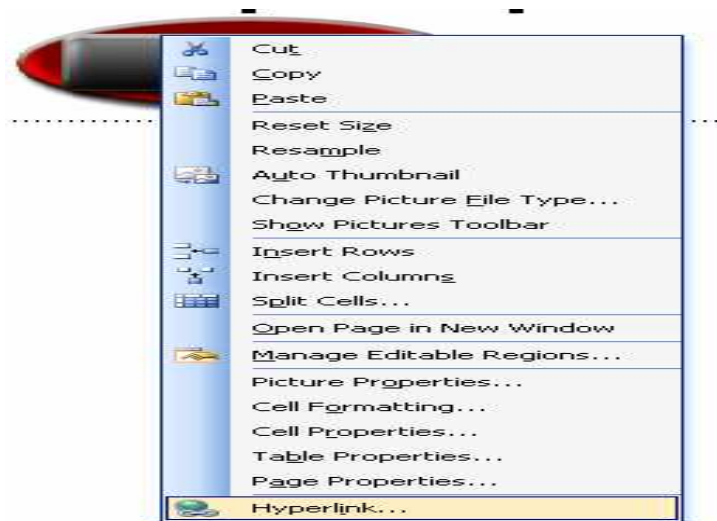 Cut
Copy
Paste
Reset Size
Resample
Auto Thumbnail
Change Picture File Type...
Show Pictures Toolbar
Insert Rows
Insert Columns
Split Cells...
Open Page in New Window
Manage Editable Regions...
Picture Properties...
Cell Formatting...
Cell Properties...
Table Properties...
Page Properties...
Hyperlink...